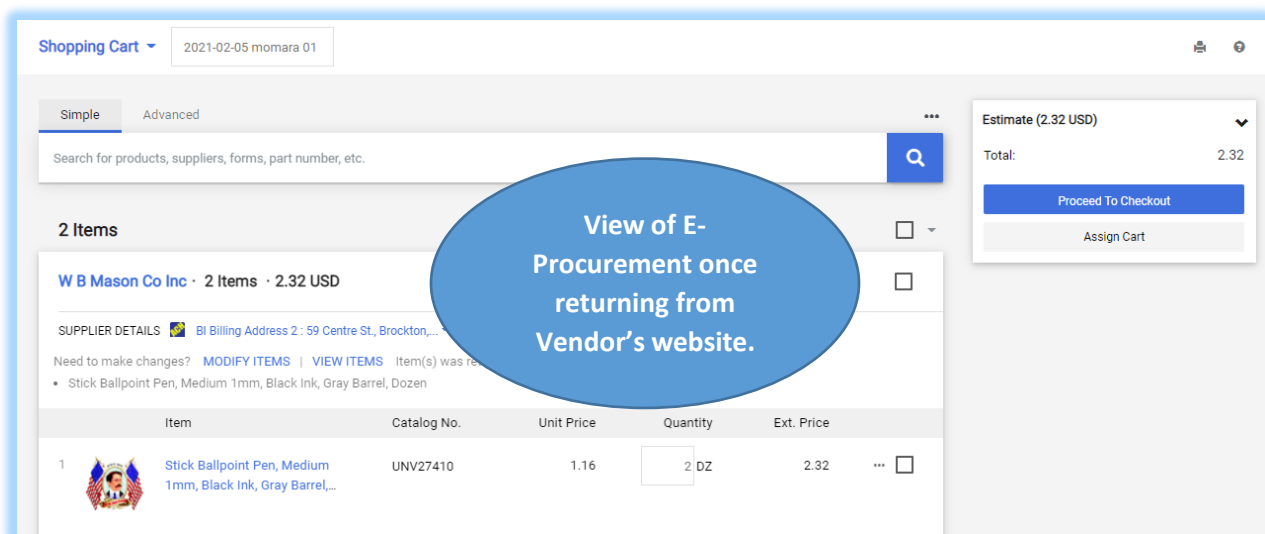 Shopping Cart
2021-02-05 momara 01
Simple
Advanced
Search for products, suppliers, forms, part number, etc.
Estimate (2.32 USD)
Total: 2.32
Proceed To Checkout
Assign Cart
2 Items
W B Mason Co Inc · 2 Items · 2.32 USD
SUPPLIER DETAILS BI Billing Address 2 : 59 Centre St., Brockton,...
Need to make changes? MODIFY ITEMS | VIEW ITEMS Item(s) was
• Stick Ballpoint Pen, Medium 1mm, Black Ink, Gray Barrel, Dozen
View of E-
Procurement once
returning from
Vendor's website.
Item Catalog No. Unit Price Quantity Ext. Price
1 Stick Ballpoint Pen, Medium UNV27410 1.16 2 DZ 2.32 ...
1mm, Black Ink, Gray Barrel,...